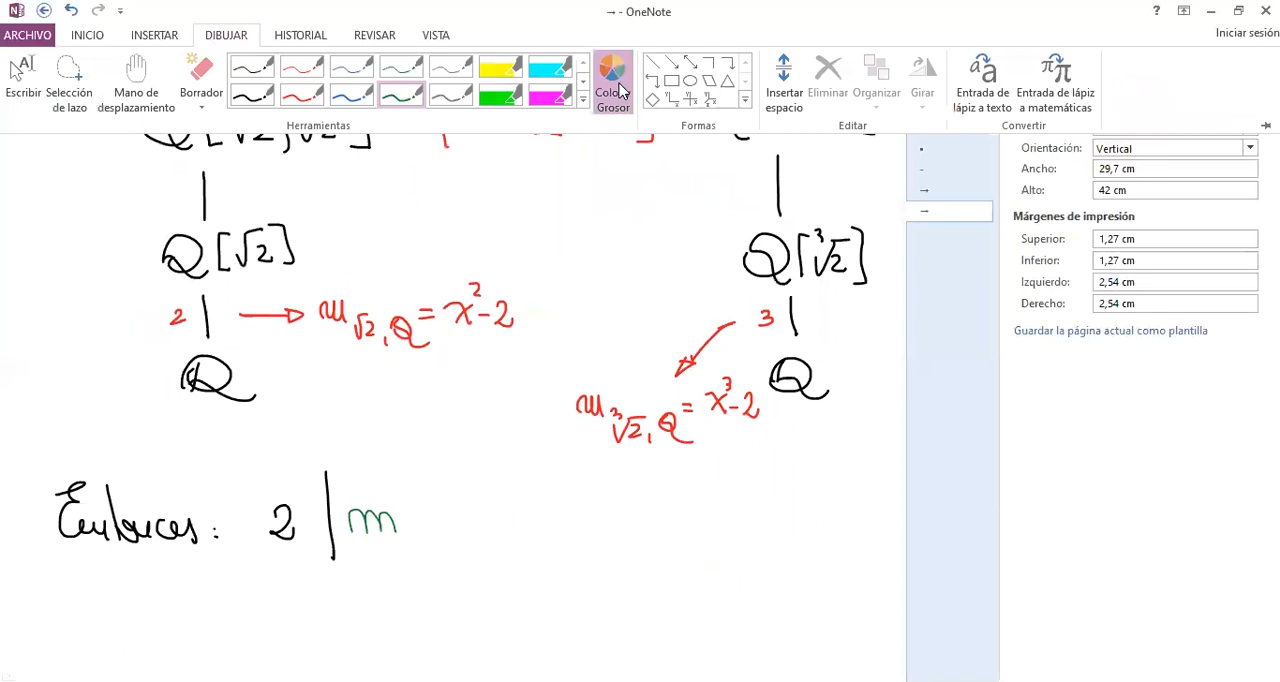 → - OneNote
?
ARCHIVO INICIO INSERTAR DIBUJAR HISTORIAL REVISAR VISTA
Iniciar sesión
Escribir
Selección de lazo
Mano de desplazamiento
Borrador
Color
Grosor
Insertar espacio
Eliminar
Organizar
Girar
Entrada de lápiz a texto
Entrada de lápiz a matemáticas
Herramientas Formas Editar Convertir
Orientación: Vertical
Ancho: 29,7 cm
Alto: 42 cm
Márgenes de impresión
Superior: 1,27 cm
Inferior: 1,27 cm
Izquierdo: 2,54 cm
Derecho: 2,54 cm
Guardar la página actual como plantilla
Q[√2]
2 | → m_{√2, Q} = x²-2
Q
Q[∛2]
3 |
Q
m_{∛2, Q} = x³-2
Entonces: 2 | m